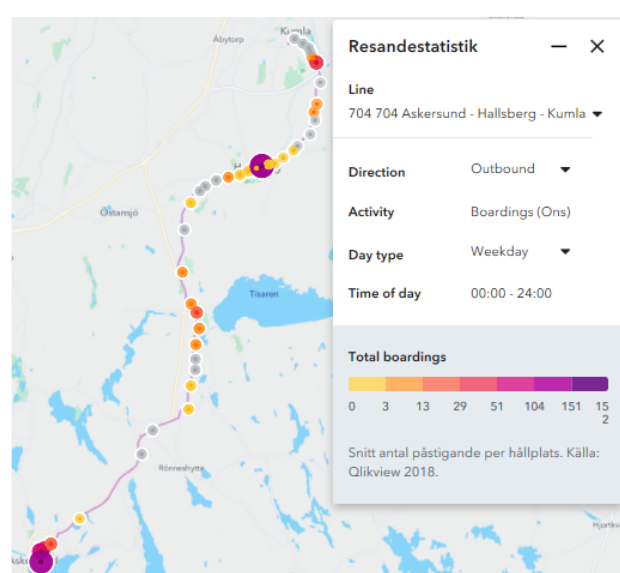 Kumla
Åbytorp
Östansjö
Tisaren
Rönneshytta
Resandestatistik
Line
704 704 Askersund - Hallsberg - Kumla
Direction
Outbound
Activity
Boardings (Ons)
Day type
Weekday
Time of day
00:00 - 24:00
Total boardings
0 3 13 29 51 104 151 15
2
Snitt antal påstigande per hållplats. Källa:
Qlikview 2018.